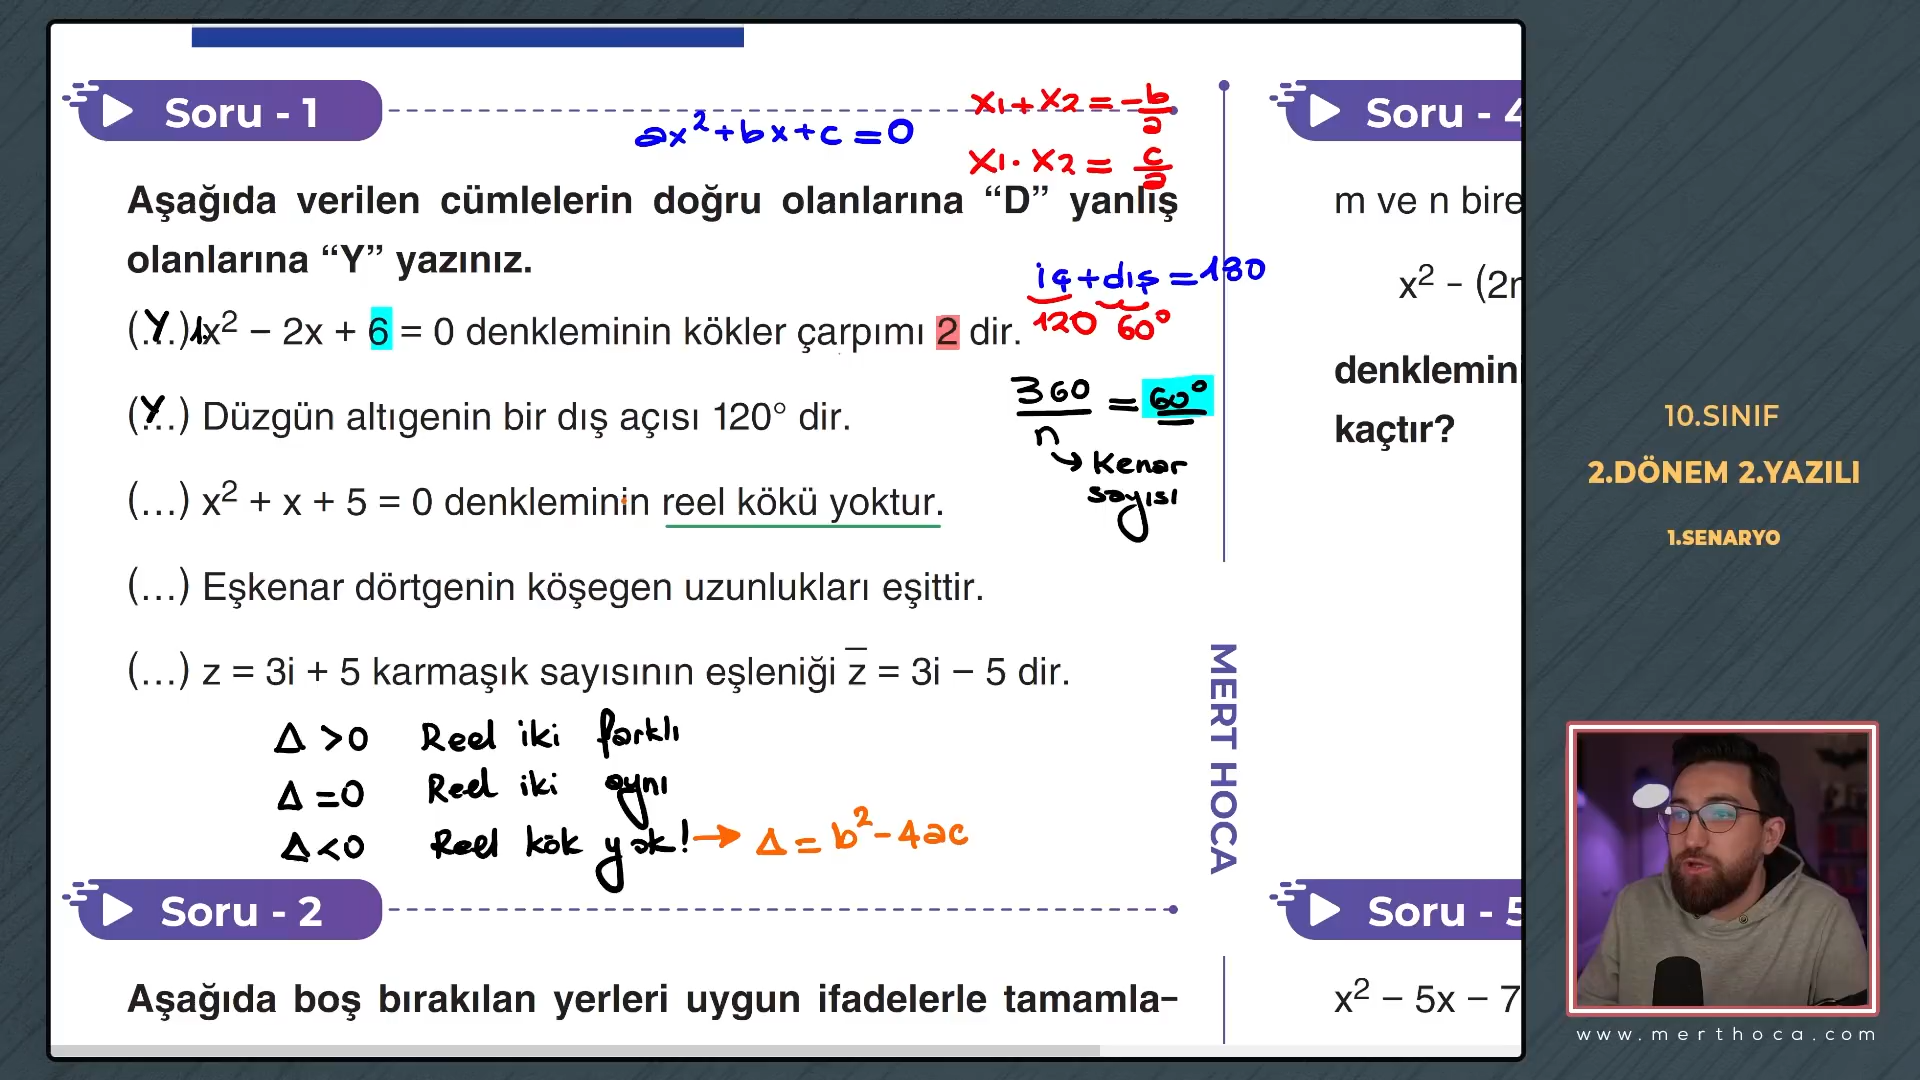 Soru - 1
ax²+bx+c=0
x₁+x₂=-b/a
x₁·x₂=c/a
Aşağıda verilen cümlelerin doğru olanlarına “D” yanlış
olanlarına “Y” yazınız.
iç+dış=180
120 60°
(Y...) 1x² − 2x + 6 = 0 denkleminin kökler çarpımı 2 dir.
360/n = 60°
→ Kenar
sayısı
(Y...) Düzgün altıgenin bir dış açısı 120° dir.
(...) x² + x + 5 = 0 denkleminin reel kökü yoktur.
(...) Eşkenar dörtgenin köşegen uzunlukları eşittir.
(...) z = 3i + 5 karmaşık sayısının eşleniği z̅ = 3i − 5 dir.
Δ >0 Reel iki farklı
Δ =0 Reel iki aynı
Δ <0 Reel kök yok! → Δ = b²-4ac
Soru - 2
Aşağıda boş bırakılan yerleri uygun ifadelerle tamamla-
MERT HOCA
Soru - 4
m ve n bire
x² - (2
denklemin
kaçtır?
Soru - 5
x² − 5x − 7
10.SINIF
2.DÖNEM 2.YAZILI
1.SENARYO
www.merthoca.com